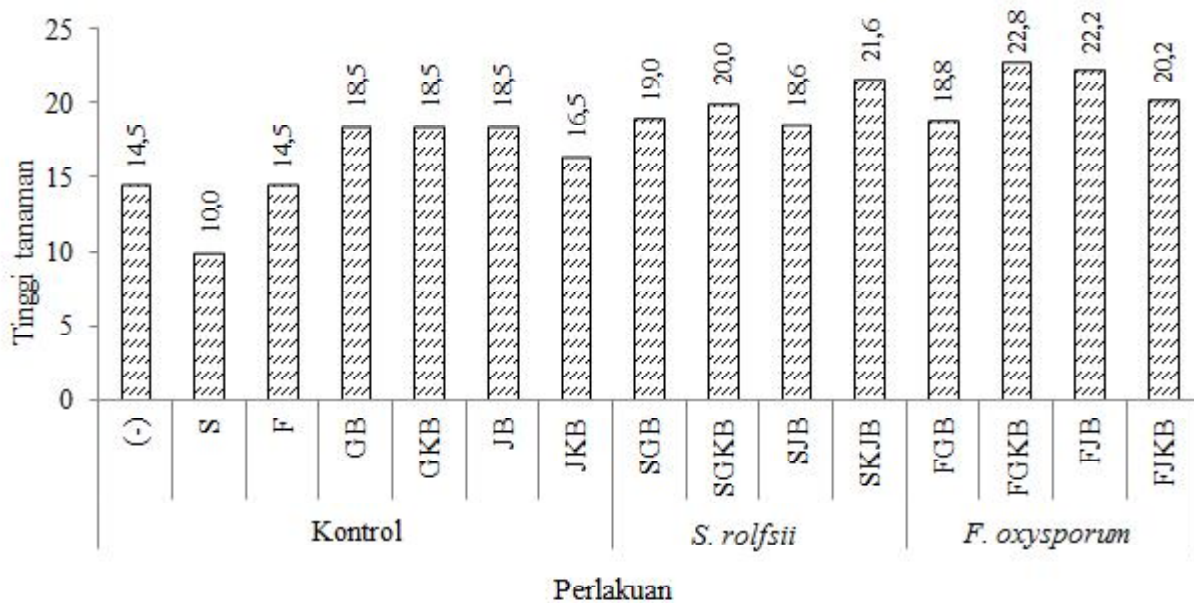 Tinggi tanaman
25
20
15
10
5
0
14,5
10,0
14,5
18,5
18,5
18,5
16,5
19,0
20,0
18,6
21,6
18,8
22,8
22,2
20,2
(-)
S
F
GB
GKB
JB
JKB
SGB
SGKB
SJB
SKJB
FGB
FGKB
FJB
FJKB
Kontrol
S. rolfsii
F. oxysporum
Perlakuan